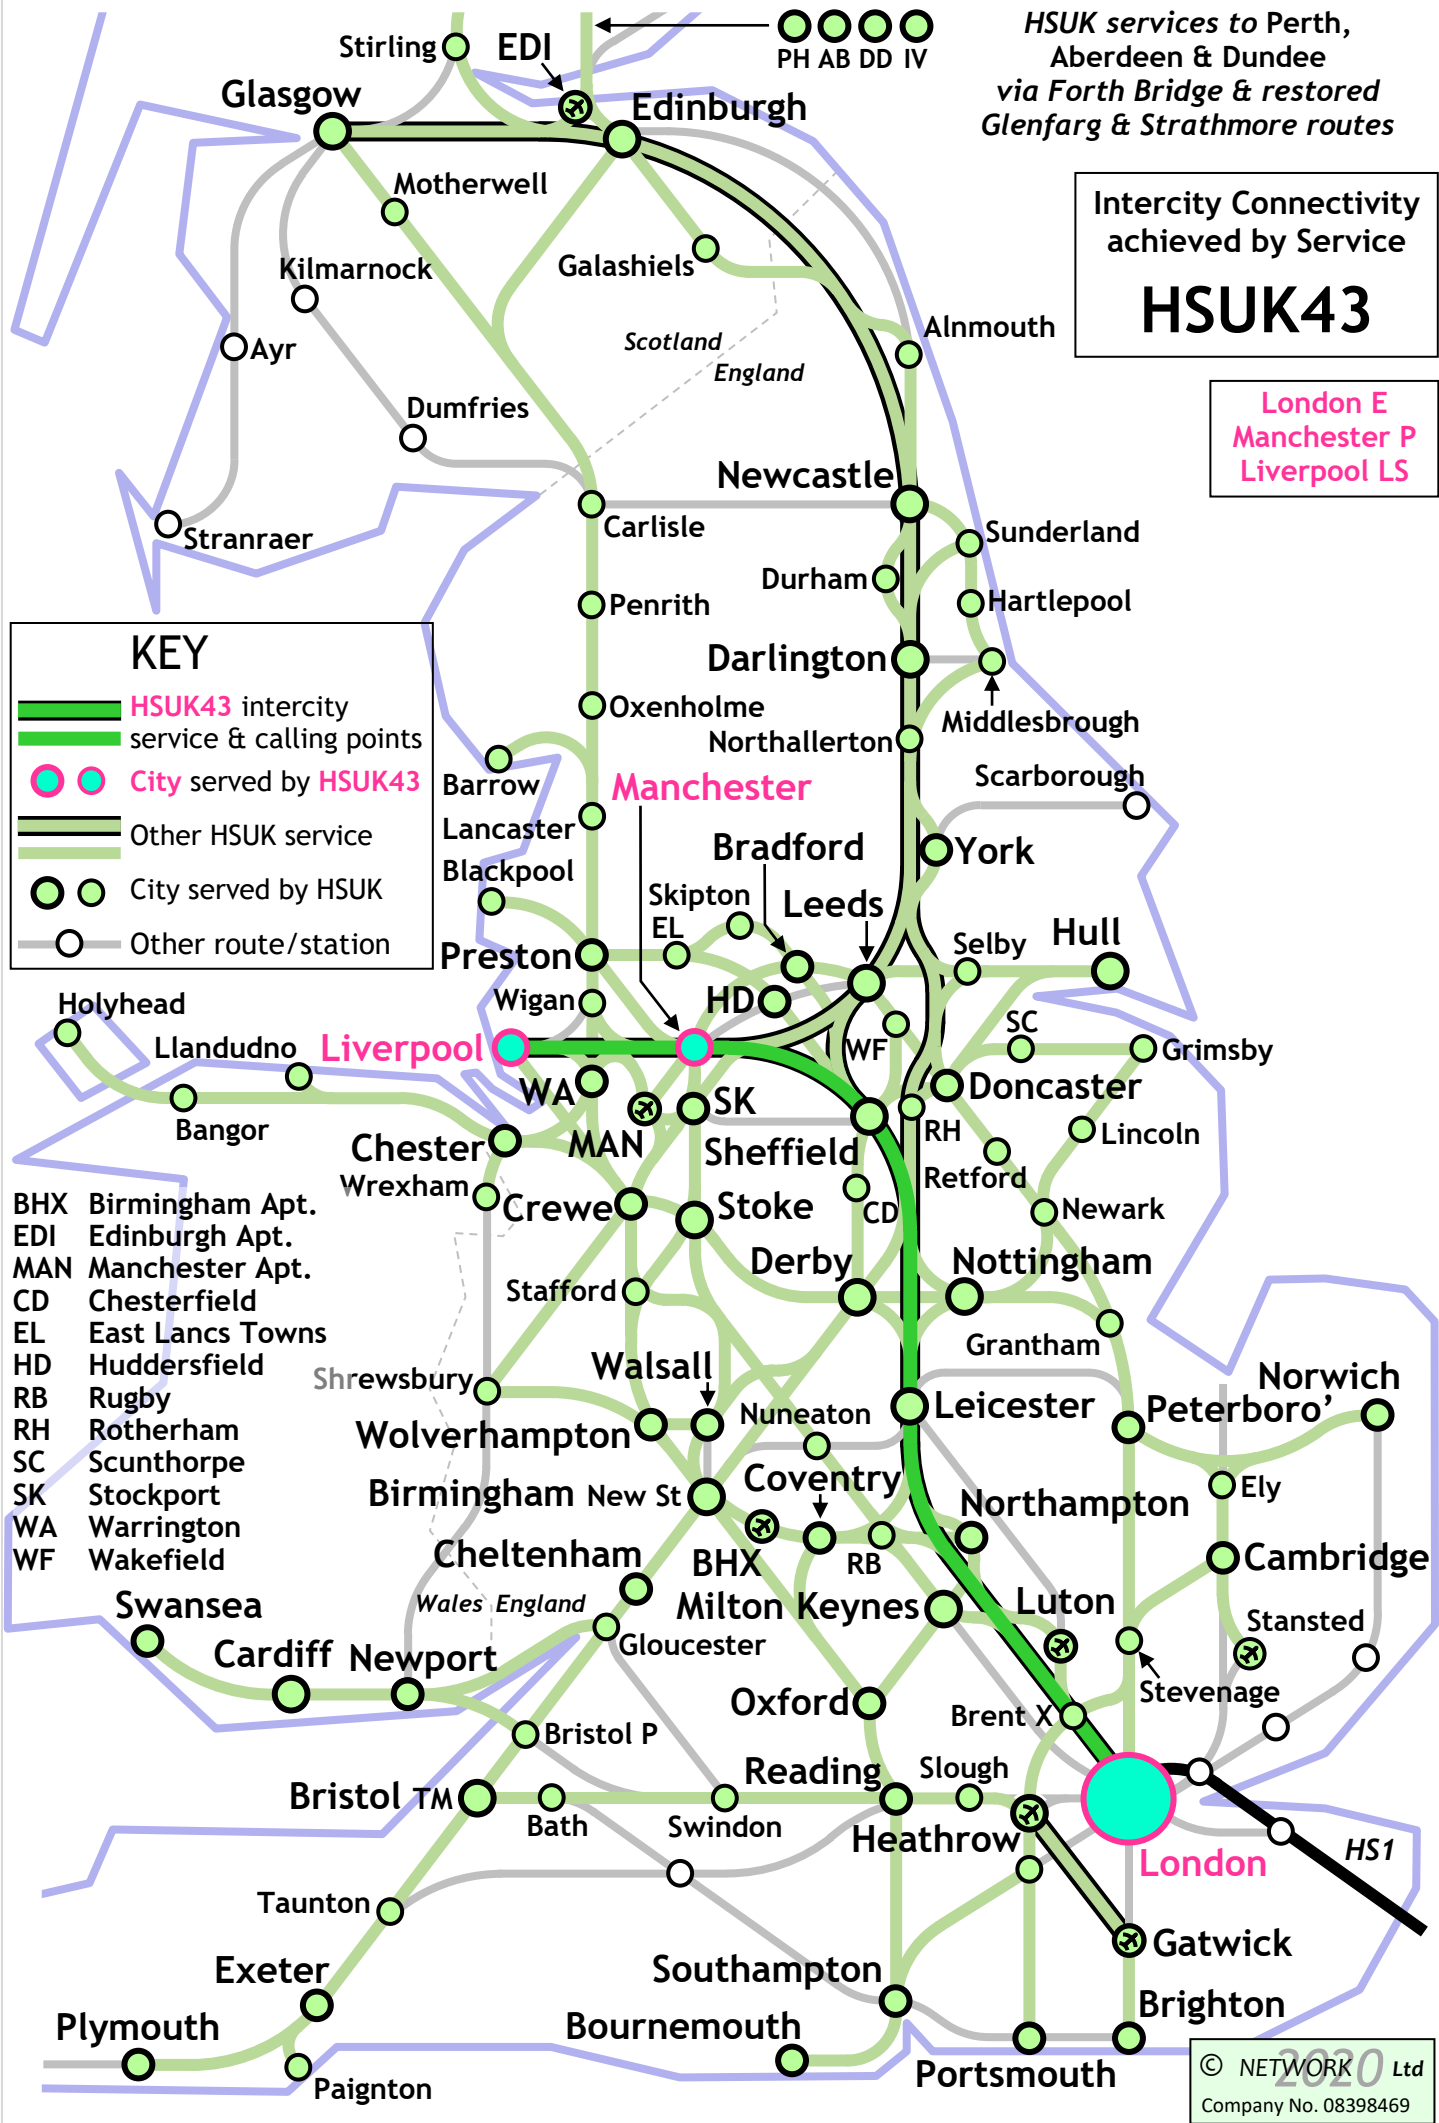 HSUK services to Perth,
Aberdeen & Dundee
via Forth Bridge & restored
Glenfarg & Strathmore routes
PH AB DD IV
Stirling
EDI
Glasgow
Edinburgh
Intercity Connectivity
achieved by Service
HSUK43
London E
Manchester P
Liverpool LS
Motherwell
Galashiels
Kilmarnock
Ayr
Scotland
England
Alnmouth
Dumfries
Newcastle
Stranraer
Carlisle
Sunderland
Durham
Penrith
Hartlepool
Darlington
KEY
HSUK43 intercity
service & calling points
City served by HSUK43
Other HSUK service
City served by HSUK
Other route/station
Oxenholme
Middlesbrough
Northallerton
Barrow
Manchester
Scarborough
Lancaster
Bradford
York
Blackpool
Skipton
EL
Leeds
Selby
Hull
Preston
Wigan
HD
Holyhead
Llandudno
Liverpool
WF
SC
Grimsby
WA
Doncaster
Bangor
MAN
SK
RH
Lincoln
Chester
Sheffield
Retford
Wrexham
Crewe
Stoke
CD
Newark
BHX Birmingham Apt.
EDI Edinburgh Apt.
MAN Manchester Apt.
CD Chesterfield
EL East Lancs Towns
HD Huddersfield
RB Rugby
RH Rotherham
SC Scunthorpe
SK Stockport
WA Warrington
WF Wakefield
Derby
Nottingham
Stafford
Grantham
Shrewsbury
Walsall
Norwich
Nuneaton
Leicester
Peterboro’
Wolverhampton
Coventry
Ely
Birmingham New St
Northampton
Cheltenham
BHX
RB
Cambridge
Wales England
Milton Keynes
Luton
Swansea
Stansted
Gloucester
Cardiff
Newport
Stevenage
Oxford
Brent X
Bristol P
Reading
Slough
Bristol TM
Bath
Swindon
Heathrow
HS1
London
Taunton
Gatwick
Exeter
Southampton
Brighton
Plymouth
Bournemouth
Paignton
Portsmouth
© NETWORK 2020 Ltd
Company No. 08398469